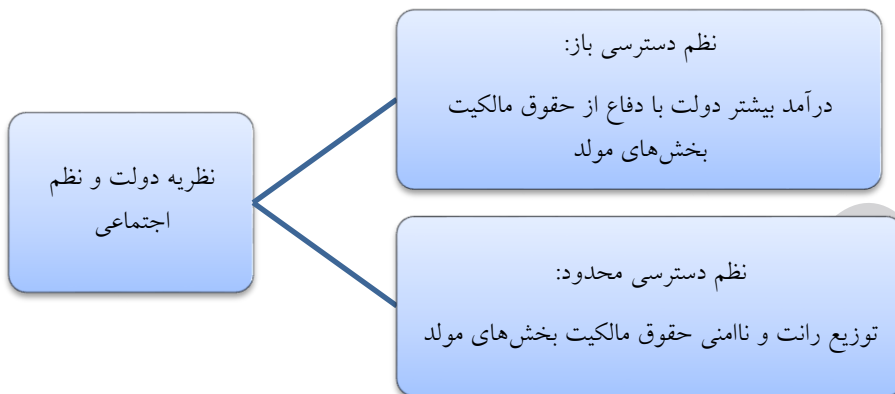 نظم دسترسی باز:
درآمد بیشتر دولت با دفاع از حقوق مالکیت
بخش‌های مولد
نظریه دولت و نظم
اجتماعی
نظم دسترسی محدود:
توزیع رانت و ناامنی حقوق مالکیت بخش‌های مولد